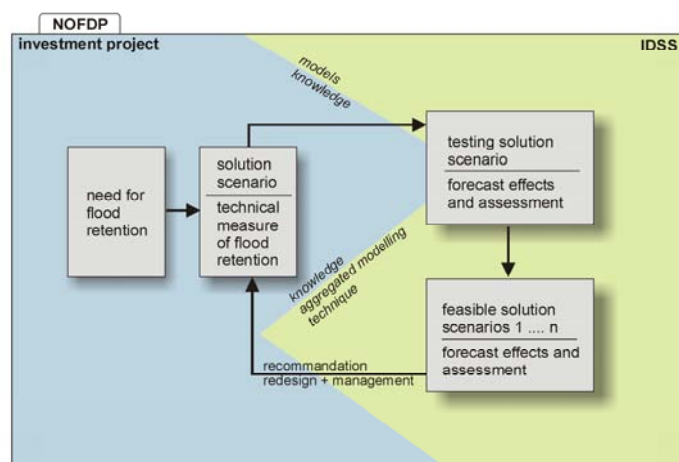 NOFDP
investment project
IDSS
models
knowledge
need for
flood
retention
solution
scenario
technical
measure
of flood
retention
testing solution
scenario
forecast effects
and assessment
knowledge
aggregated modelling
technique
feasible solution
scenarios 1 .... n
forecast effects and
assessment
recommandation
redesign + management